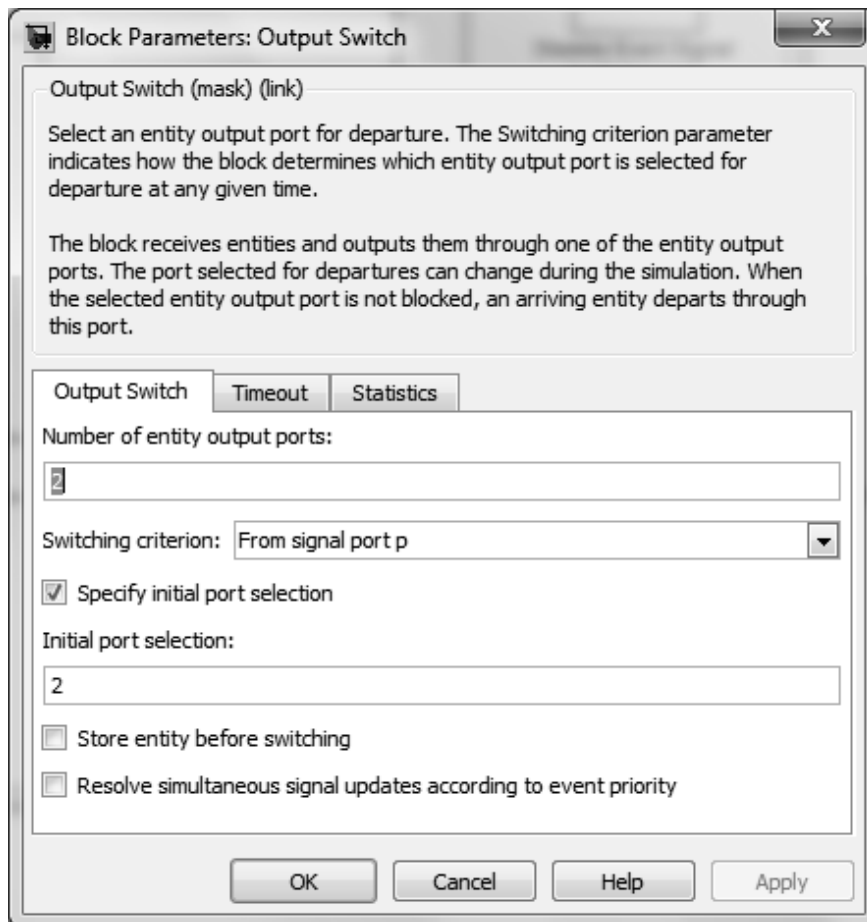 Block Parameters: Output Switch
X
Output Switch (mask) (link)
Select an entity output port for departure. The Switching criterion parameter
indicates how the block determines which entity output port is selected for
departure at any given time.
The block receives entities and outputs them through one of the entity output
ports. The port selected for departures can change during the simulation. When
the selected entity output port is not blocked, an arriving entity departs through
this port.
Output Switch Timeout Statistics
Number of entity output ports:
2
Switching criterion: From signal port p
Specify initial port selection
Initial port selection:
2
Store entity before switching
Resolve simultaneous signal updates according to event priority
OK Cancel Help Apply